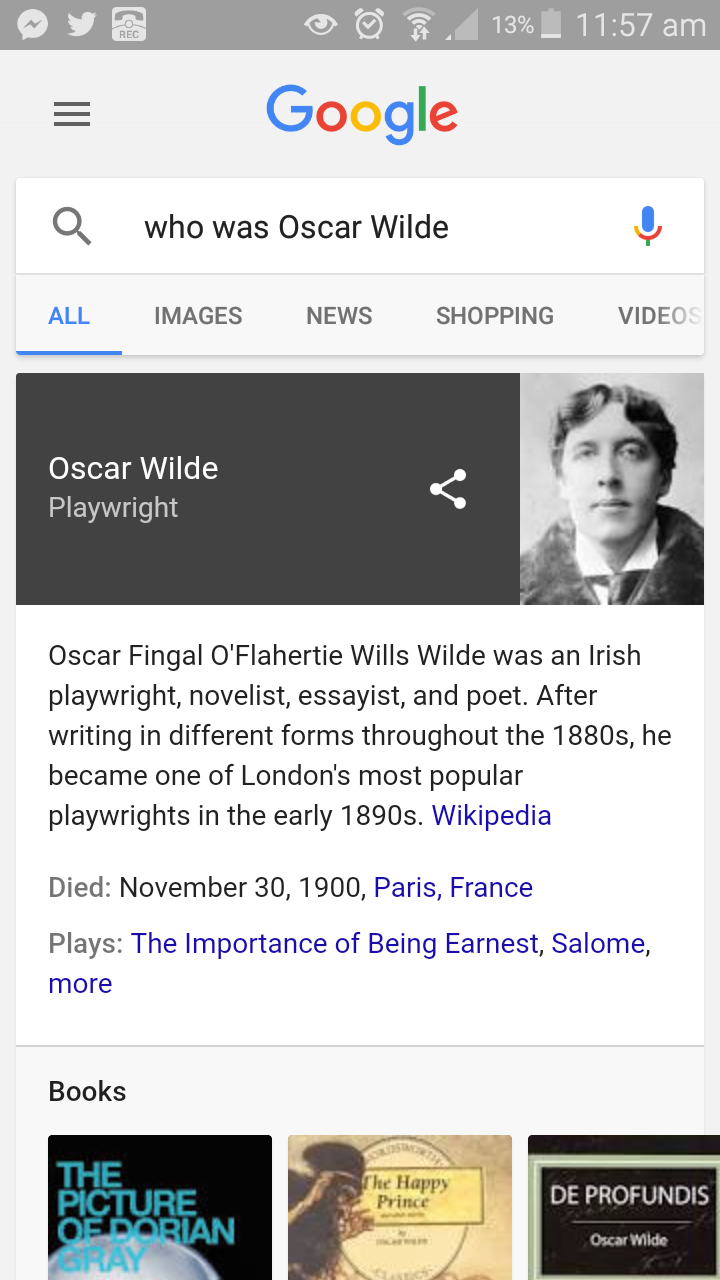 REC
13%
11:57 am
Google
who was Oscar Wilde
ALL IMAGES NEWS SHOPPING VIDEOS
Oscar Wilde
Playwright
Oscar Fingal O'Flahertie Wills Wilde was an Irish
playwright, novelist, essayist, and poet. After
writing in different forms throughout the 1880s, he
became one of London's most popular
playwrights in the early 1890s. Wikipedia
Died: November 30, 1900, Paris, France
Plays: The Importance of Being Earnest, Salome,
more
Books
THE
PICTURE
OF DORIAN
GRAY
WORDSWORTH
The Happy
Prince
OSCAR WILDE
CLASSICS
DE PROFUNDIS
Oscar Wilde